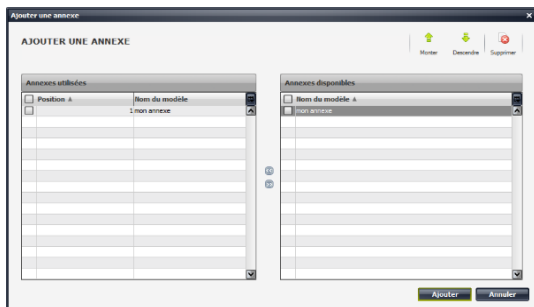 Ajouter une annexe
AJOUTER UNE ANNEXE
Monter Descendre Supprimer
Annexes utilisées
Annexes disponibles
Position Nom du modèle
Nom du modèle
1 mon annexe
mon annexe
Ajouter Annuler